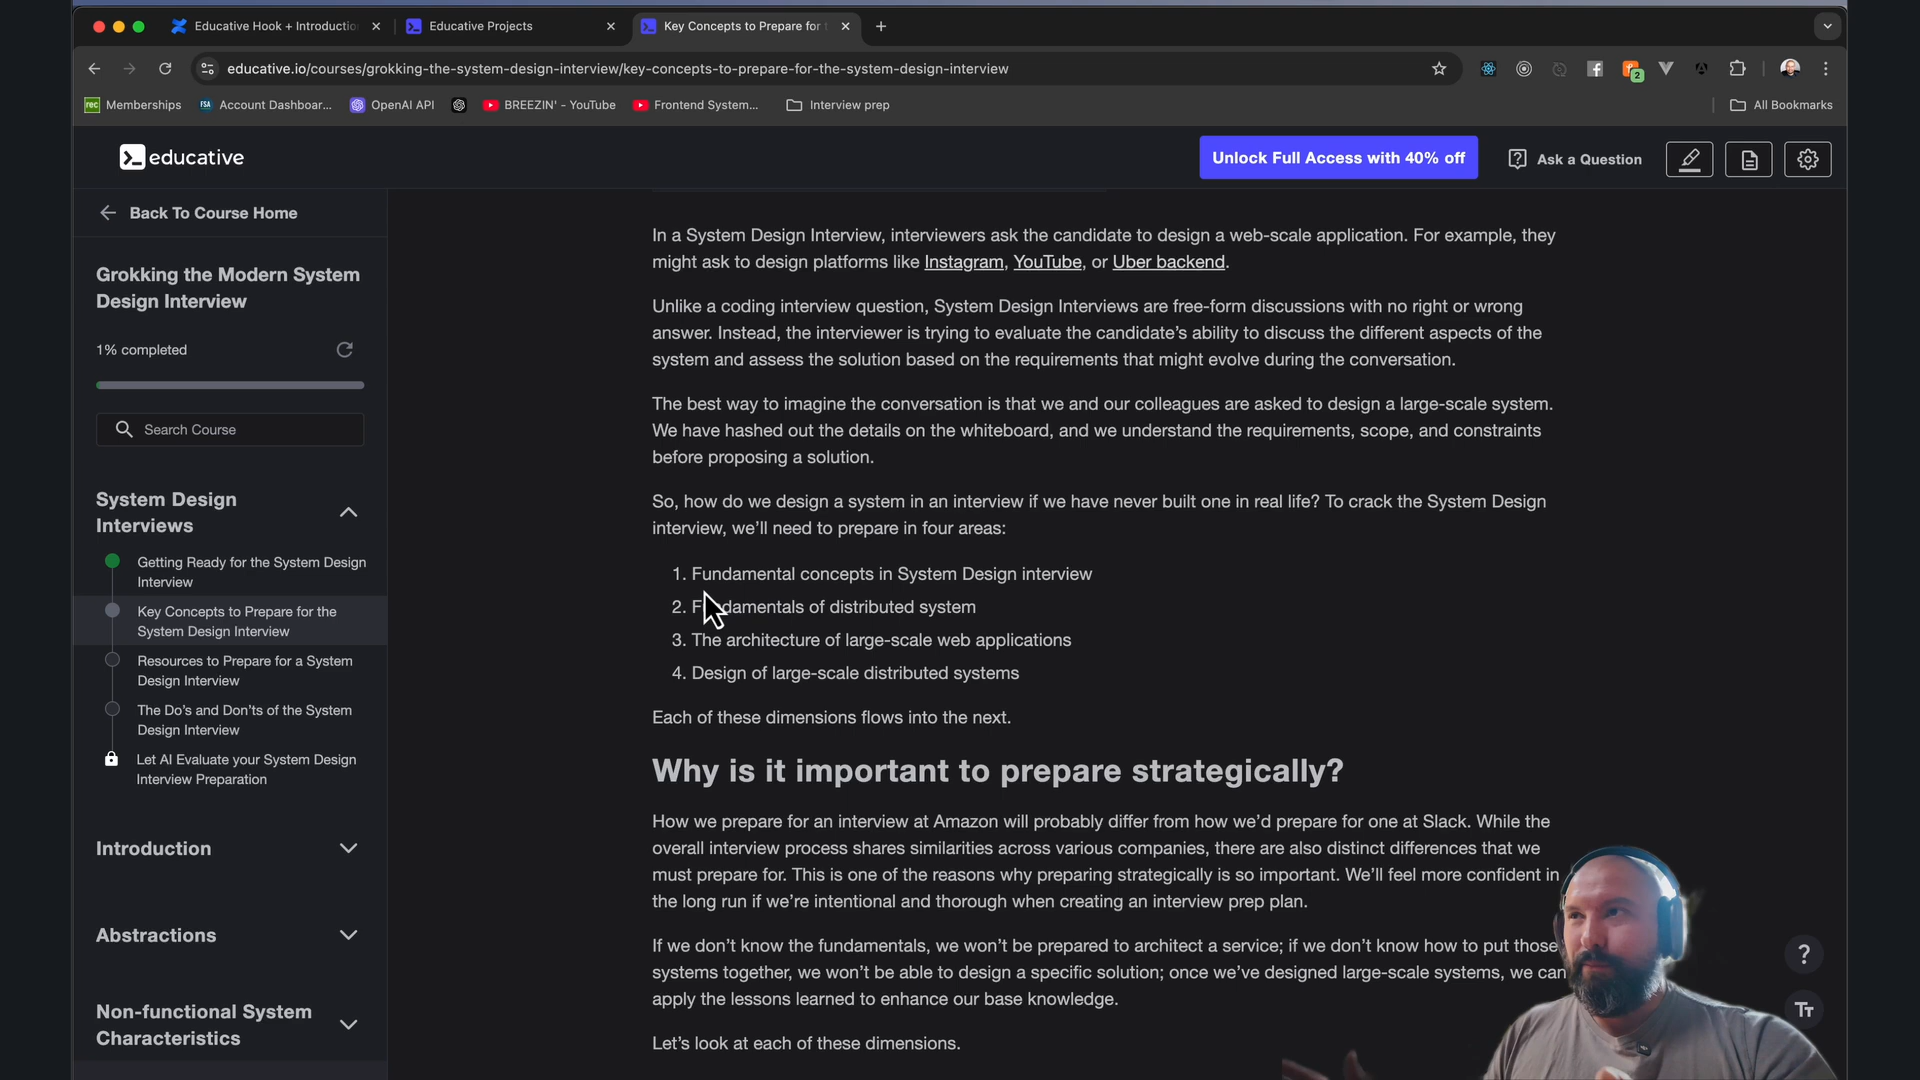 Educative Hook + Introductio
Educative Projects
Key Concepts to Prepare for t
educative.io/courses/grokking-the-system-design-interview/key-concepts-to-prepare-for-the-system-design-interview
2
rec Memberships
FSA Account Dashboar...
OpenAI API
BREEZIN' - YouTube
Frontend System...
Interview prep
All Bookmarks
educative
Unlock Full Access with 40% off
Ask a Question
Back To Course Home
Grokking the Modern System
Design Interview
1% completed
Search Course
System Design
Interviews
Getting Ready for the System Design
Interview
Key Concepts to Prepare for the
System Design Interview
Resources to Prepare for a System
Design Interview
The Do's and Don'ts of the System
Design Interview
Let AI Evaluate your System Design
Interview Preparation
Introduction
Abstractions
Non-functional System
Characteristics
In a System Design Interview, interviewers ask the candidate to design a web-scale application. For example, they
might ask to design platforms like Instagram, YouTube, or Uber backend.
Unlike a coding interview question, System Design Interviews are free-form discussions with no right or wrong
answer. Instead, the interviewer is trying to evaluate the candidate's ability to discuss the different aspects of the
system and assess the solution based on the requirements that might evolve during the conversation.
The best way to imagine the conversation is that we and our colleagues are asked to design a large-scale system.
We have hashed out the details on the whiteboard, and we understand the requirements, scope, and constraints
before proposing a solution.
So, how do we design a system in an interview if we have never built one in real life? To crack the System Design
interview, we'll need to prepare in four areas:
1. Fundamental concepts in System Design interview
2. Fundamentals of distributed system
3. The architecture of large-scale web applications
4. Design of large-scale distributed systems
Each of these dimensions flows into the next.
Why is it important to prepare strategically?
How we prepare for an interview at Amazon will probably differ from how we'd prepare for one at Slack. While the
overall interview process shares similarities across various companies, there are also distinct differences that we
must prepare for. This is one of the reasons why preparing strategically is so important. We'll feel more confident in
the long run if we're intentional and thorough when creating an interview prep plan.
If we don't know the fundamentals, we won't be prepared to architect a service; if we don't know how to put those
systems together, we won't be able to design a specific solution; once we've designed large-scale systems, we can
apply the lessons learned to enhance our base knowledge.
Let's look at each of these dimensions.
?
TT